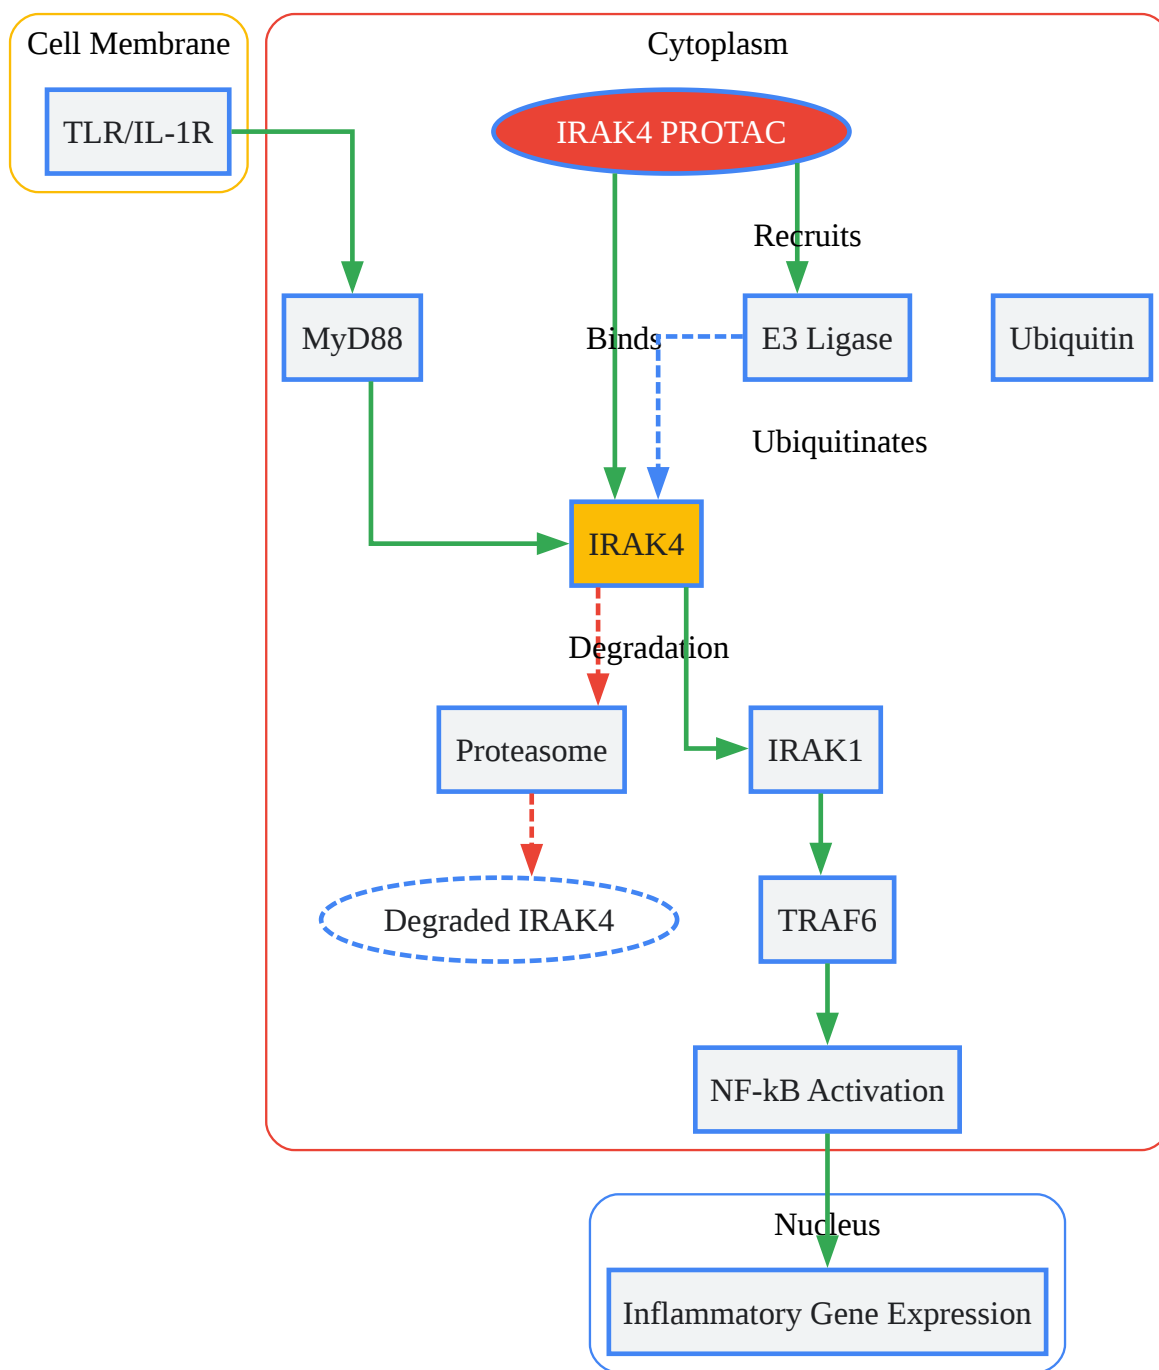 Cell Membrane
Cytoplasm
TLR/IL-1R
IRAK4 PROTAC
Recruits
MyD88
Binds
E3 Ligase
Ubiquitin
Ubiquitinates
IRAK4
Degradation
Proteasome
IRAK1
Degraded IRAK4
TRAF6
NF-kB Activation
Nucleus
Inflammatory Gene Expression